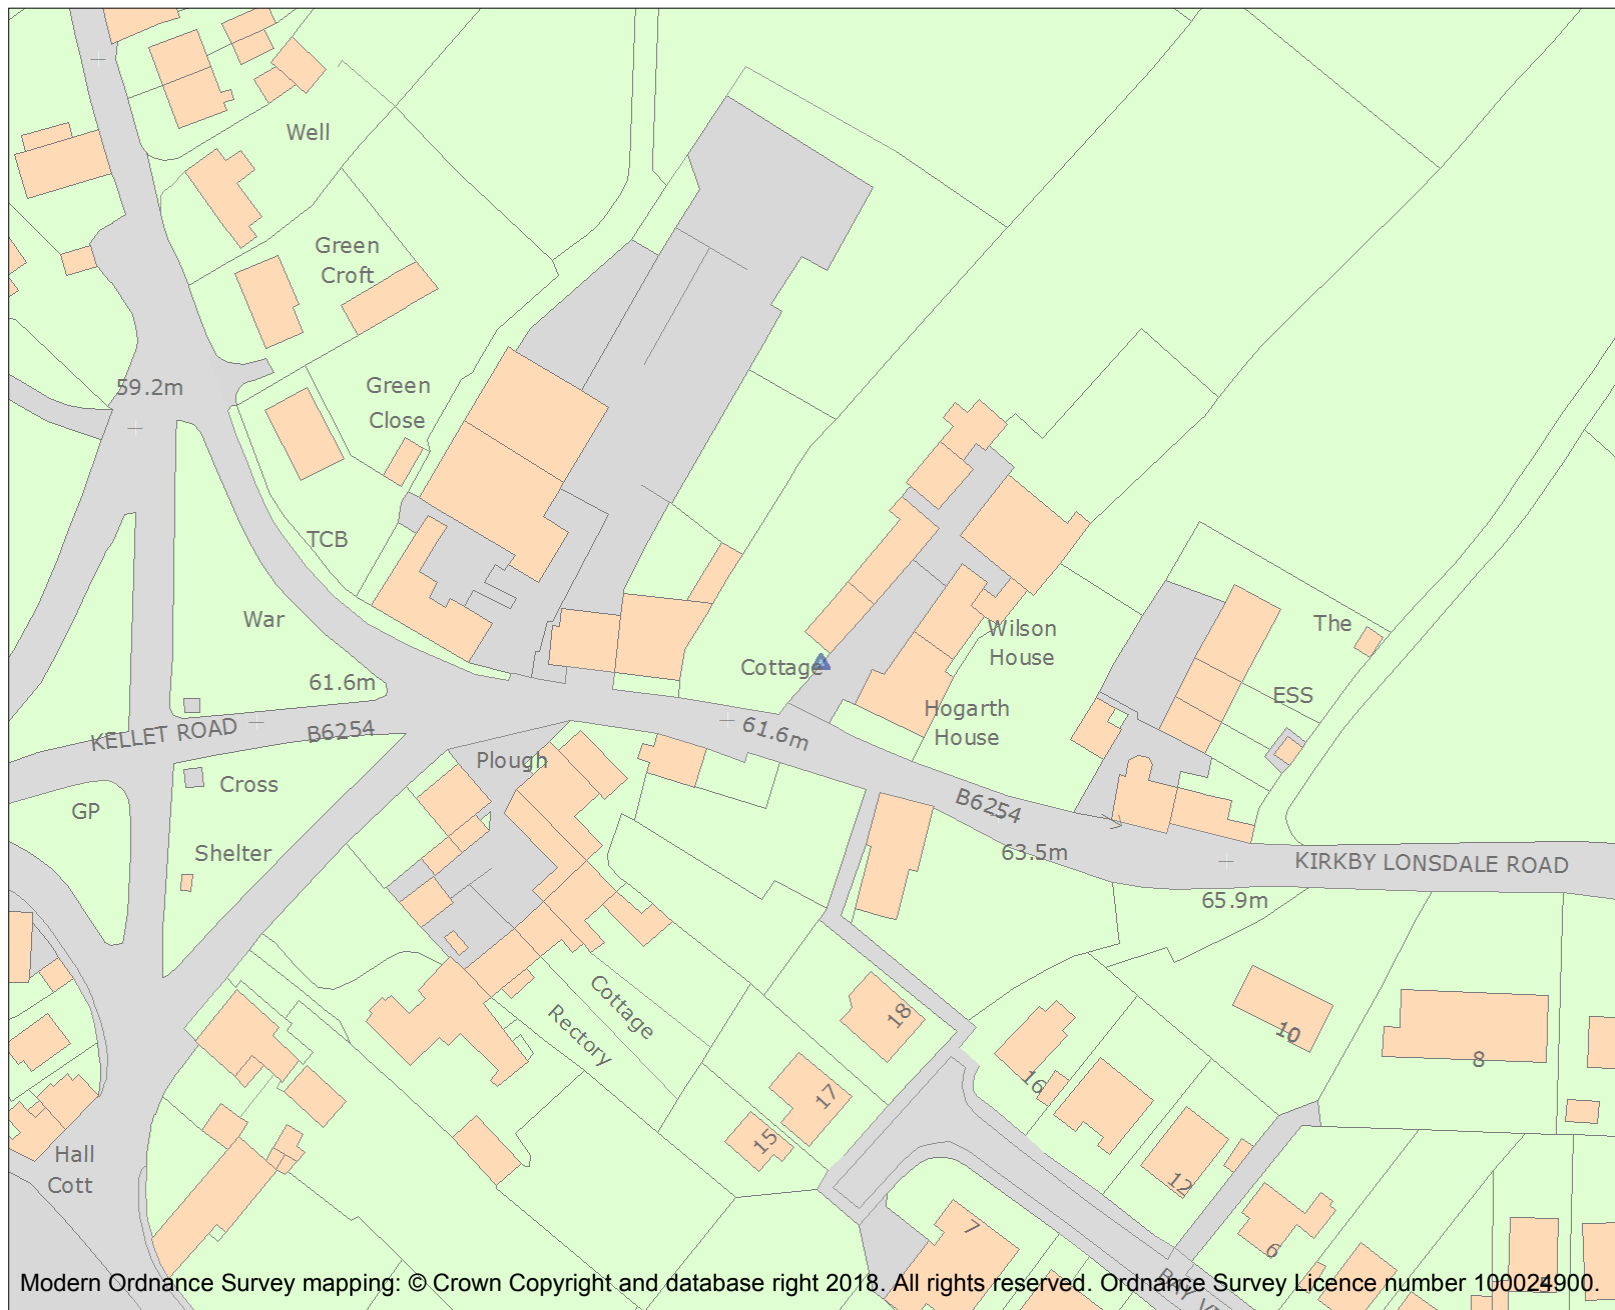 Well
Green
Croft
59.2m
Green
Close
TCB
War
61.6m
KELLET ROAD
B6254
Plough
Cross
GP
Shelter
Cottage
61.6m
Wilson
House
Hogarth
House
The
ESS
B6254
63.5m
KIRKBY LONSDALE ROAD
65.9m
Cottage
Rectory
18
17
15
16
10
8
12
7
6
Hall
Cott
Modern Ordnance Survey mapping: © Crown Copyright and database right 2018. All rights reserved. Ordnance Survey Licence number 100024900.